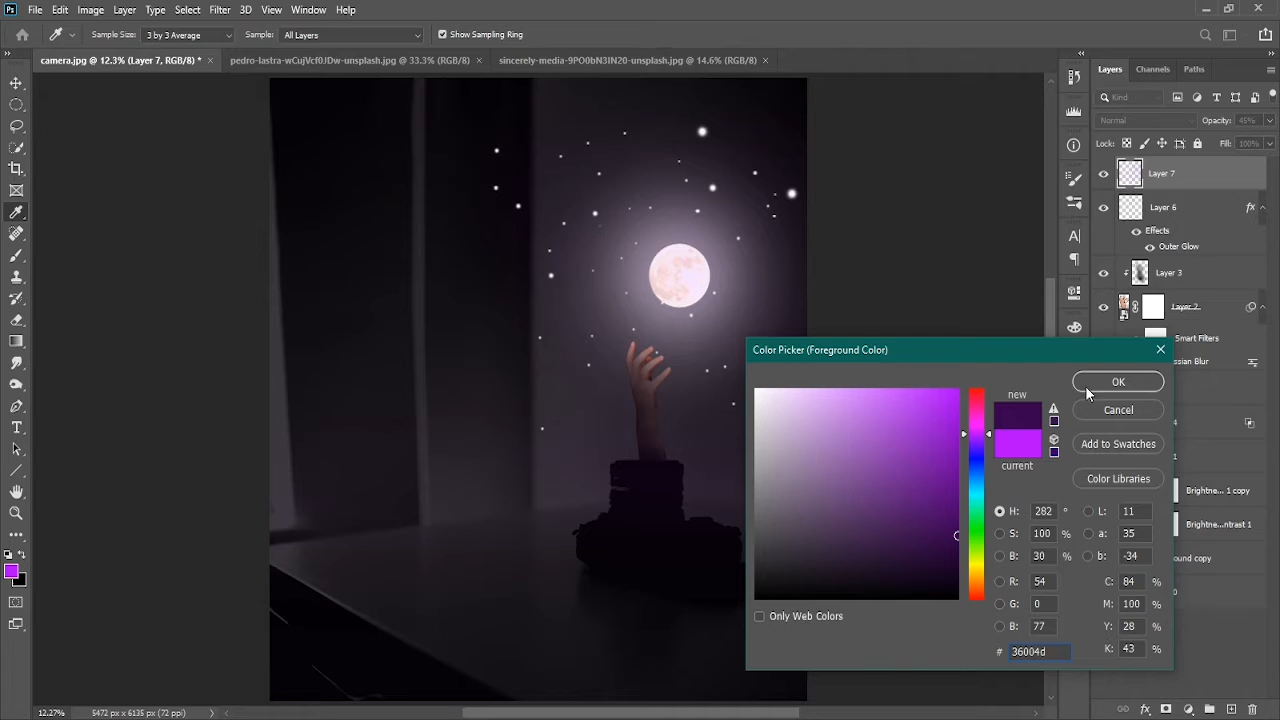 Ps File Edit Image Layer Type Select Filter 3D View Window Help
Sample Size: 3 by 3 Average Sample: All Layers Show Sampling Ring
camera.jpg @ 12.3% (Layer 7, RGB/8) * × pedro-lastra-wCujVcf0JDw-unsplash.jpg @ 33.3% (RGB/8) × sincerely-media-9PO0bN3IN20-unsplash.jpg @ 14.6% (RGB/8) ×
Layers Channels Paths
Kind
Normal Opacity: 45%
Lock: Fill: 100%
Layer 7
Layer 6 fx
Effects
Outer Glow
Layer 3
Layer 2
Smart Filters
ssian Blur
4
1
Brightne... 1 copy
Brightne...ntrast 1
ound copy
Color Picker (Foreground Color)
new
current
OK
Cancel
Add to Swatches
Color Libraries
H: 282 ° L: 11
S: 100 % a: 35
B: 30 % b: -34
R: 54 C: 84 %
G: 0 M: 100 %
B: 77 Y: 28 %
# 36004d K: 43 %
Only Web Colors
12.27% 5472 px x 6135 px (72 ppi)